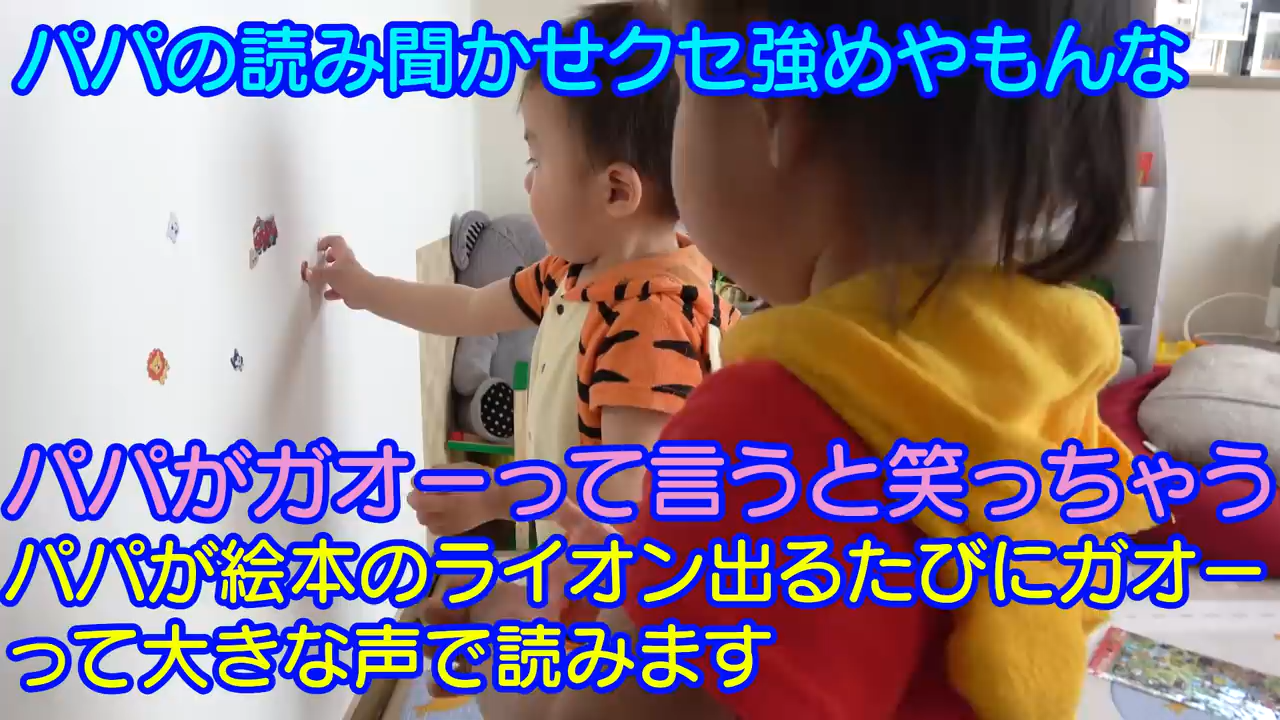 パパの読み聞かせクセ強めやもんな
パパがガオーって言うと笑っちゃう
パパが絵本のライオン出るたびにガオー
って大きな声で読みます